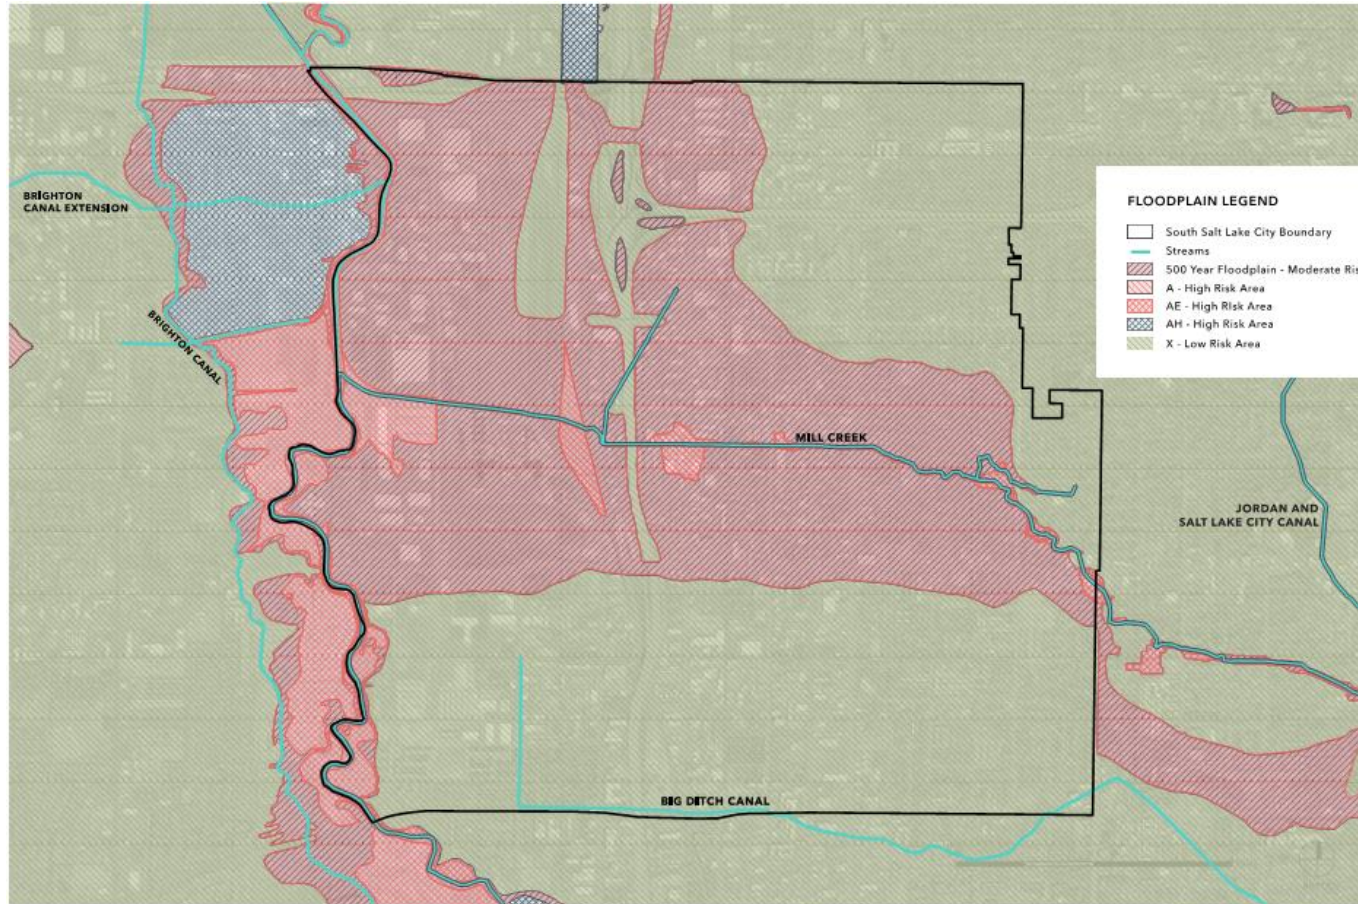 BRIGHTON
CANAL EXTENSION
BRIGHTON CANAL
MILL CREEK
JORDAN AND
SALT LAKE CITY CANAL
BIG DITCH CANAL
FLOODPLAIN LEGEND
South Salt Lake City Boundary
Streams
500 Year Floodplain - Moderate Ris
A - High Risk Area
AE - High RIsk Area
AH - High Risk Area
X - Low Risk Area